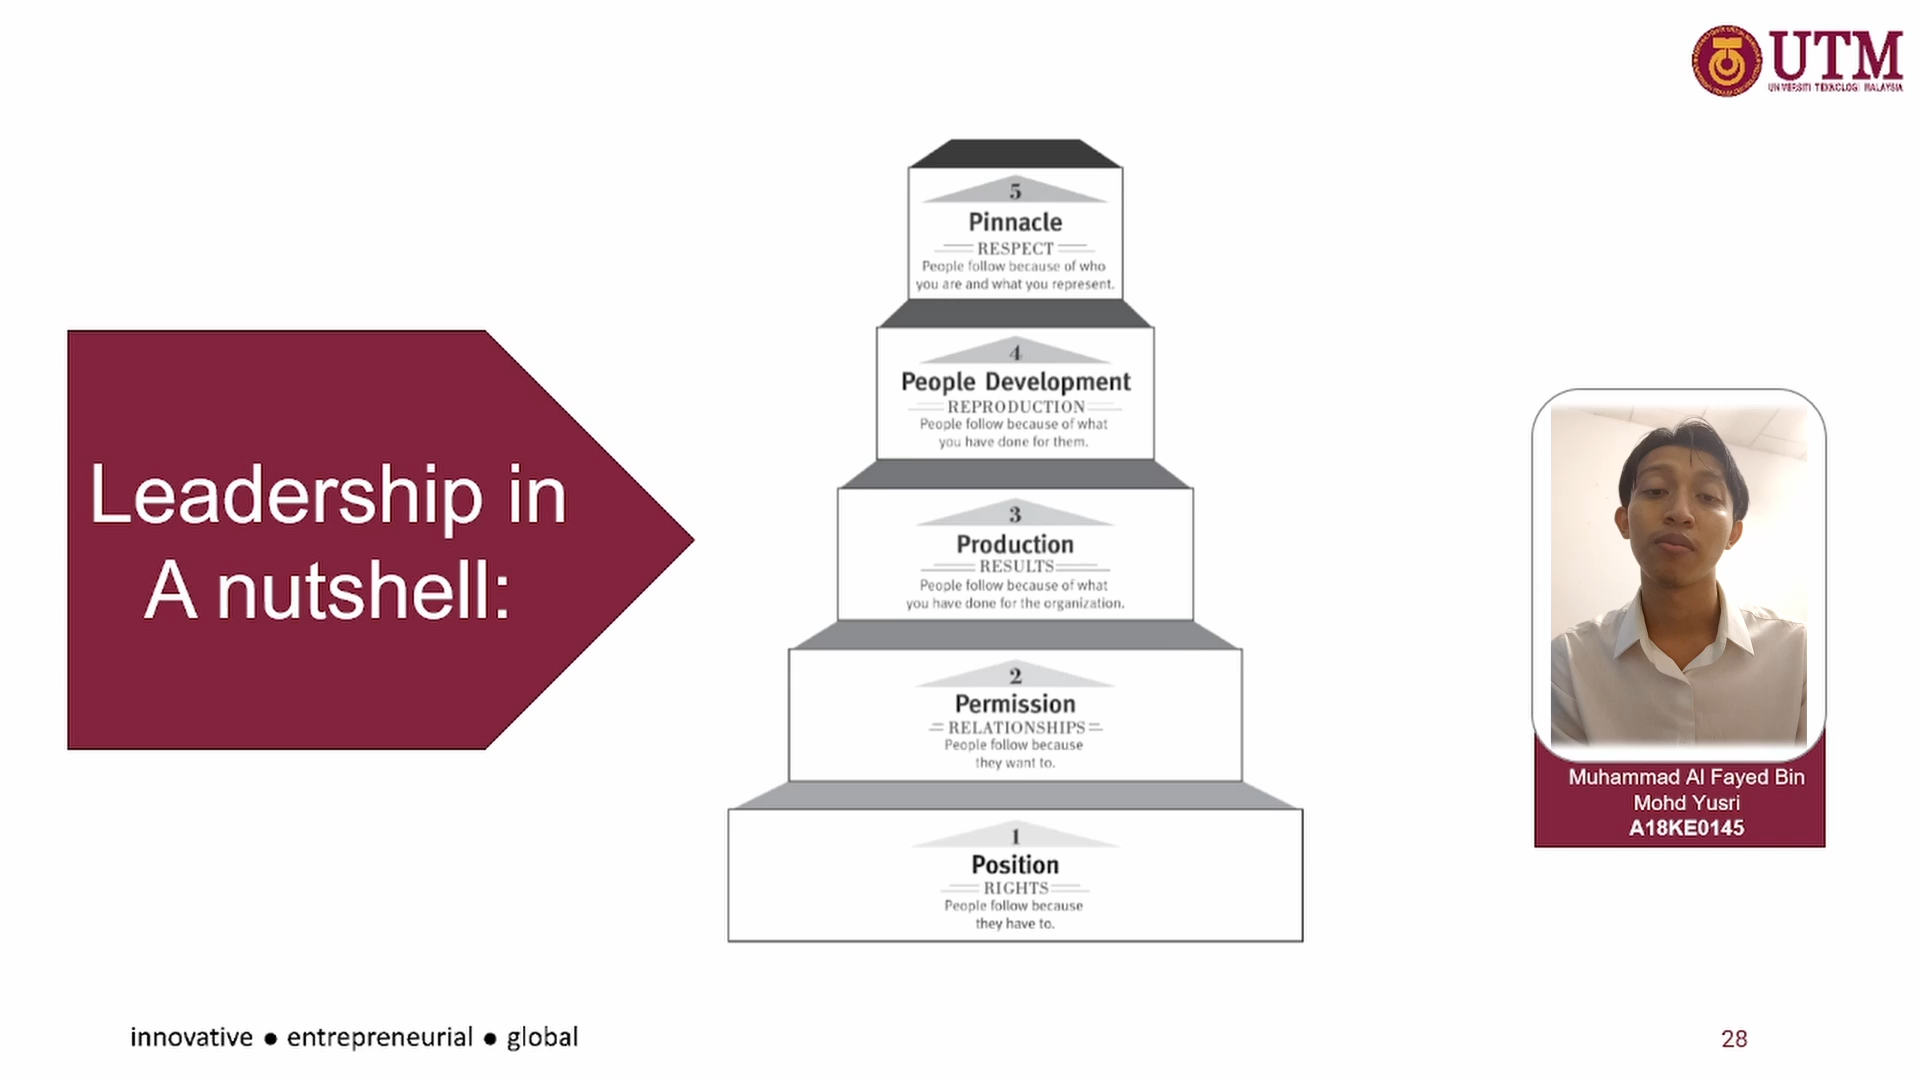 UTM
UNIVERSITI TEKNOLOGI MALAYSIA
Leadership in
A nutshell:
5
Pinnacle
RESPECT
People follow because of who
you are and what you represent.
4
People Development
REPRODUCTION
People follow because of what
you have done for them.
3
Production
RESULTS
People follow because of what
you have done for the organization.
2
Permission
RELATIONSHIPS
People follow because
they want to.
1
Position
RIGHTS
People follow because
they have to.
Muhammad Al Fayed Bin
Mohd Yusri
A18KE0145
innovative ● entrepreneurial ● global
28